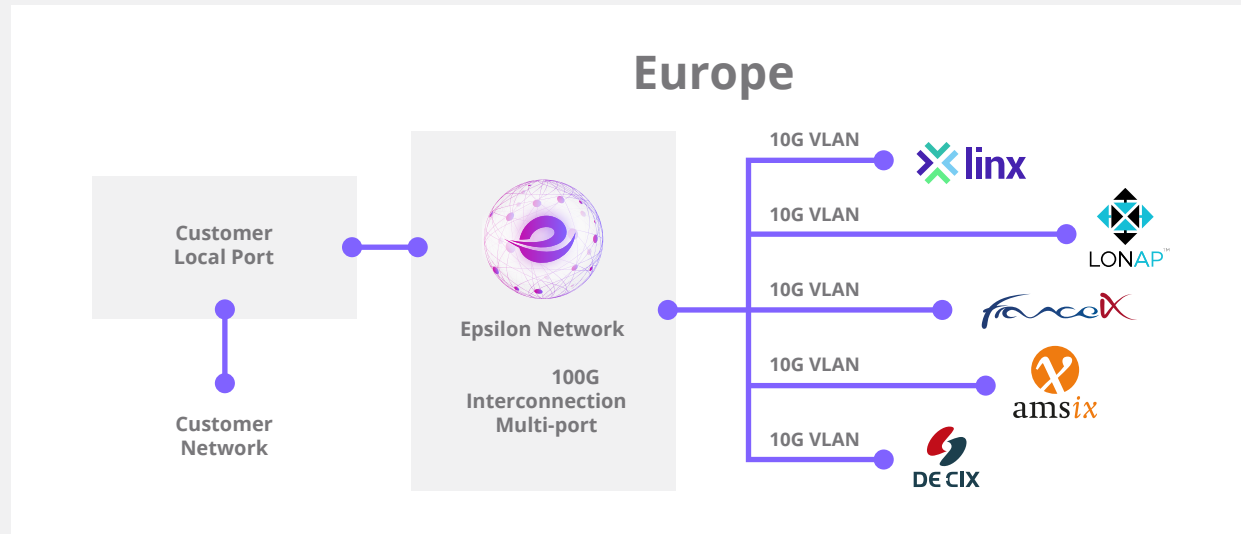 Europe
Customer
Local Port
Customer
Network
Epsilon Network
100G
Interconnection
Multi-port
10G VLAN
linx
10G VLAN
LONAP™
10G VLAN
franceIX
10G VLAN
amsix
10G VLAN
DE CIX